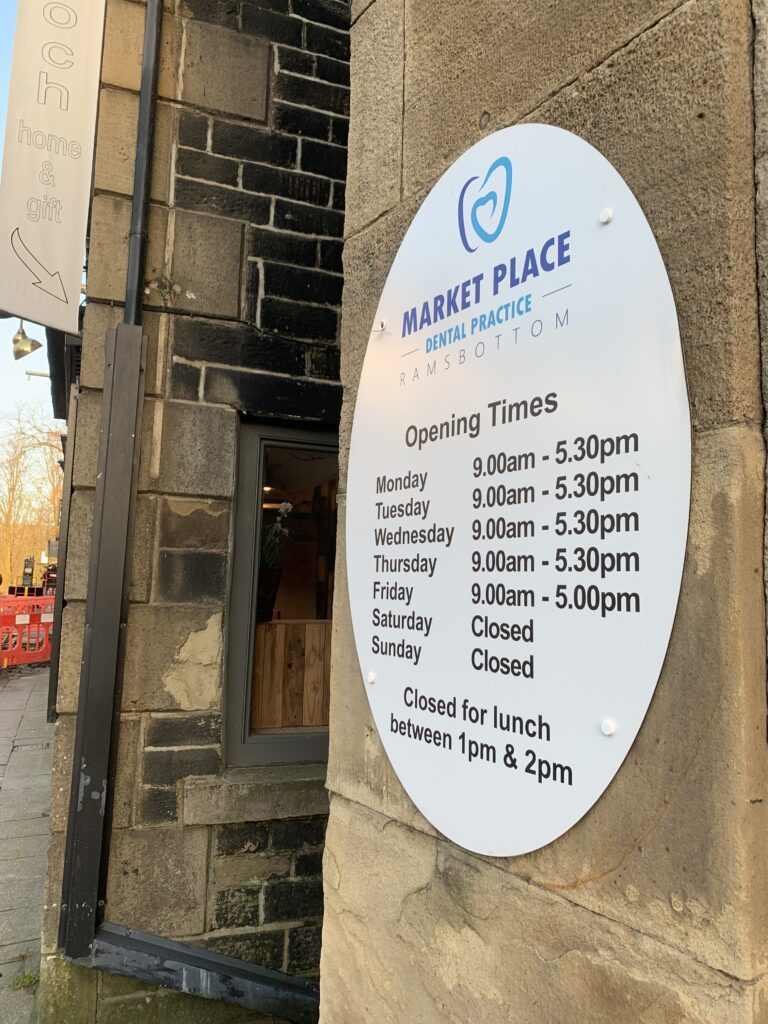 och
home
&
gift
MARKET PLACE
DENTAL PRACTICE
RAMSBOTTOM
Opening Times
Monday 9.00am - 5.30pm
Tuesday 9.00am - 5.30pm
Wednesday 9.00am - 5.30pm
Thursday 9.00am - 5.30pm
Friday 9.00am - 5.00pm
Saturday Closed
Sunday Closed
Closed for lunch
between 1pm & 2pm